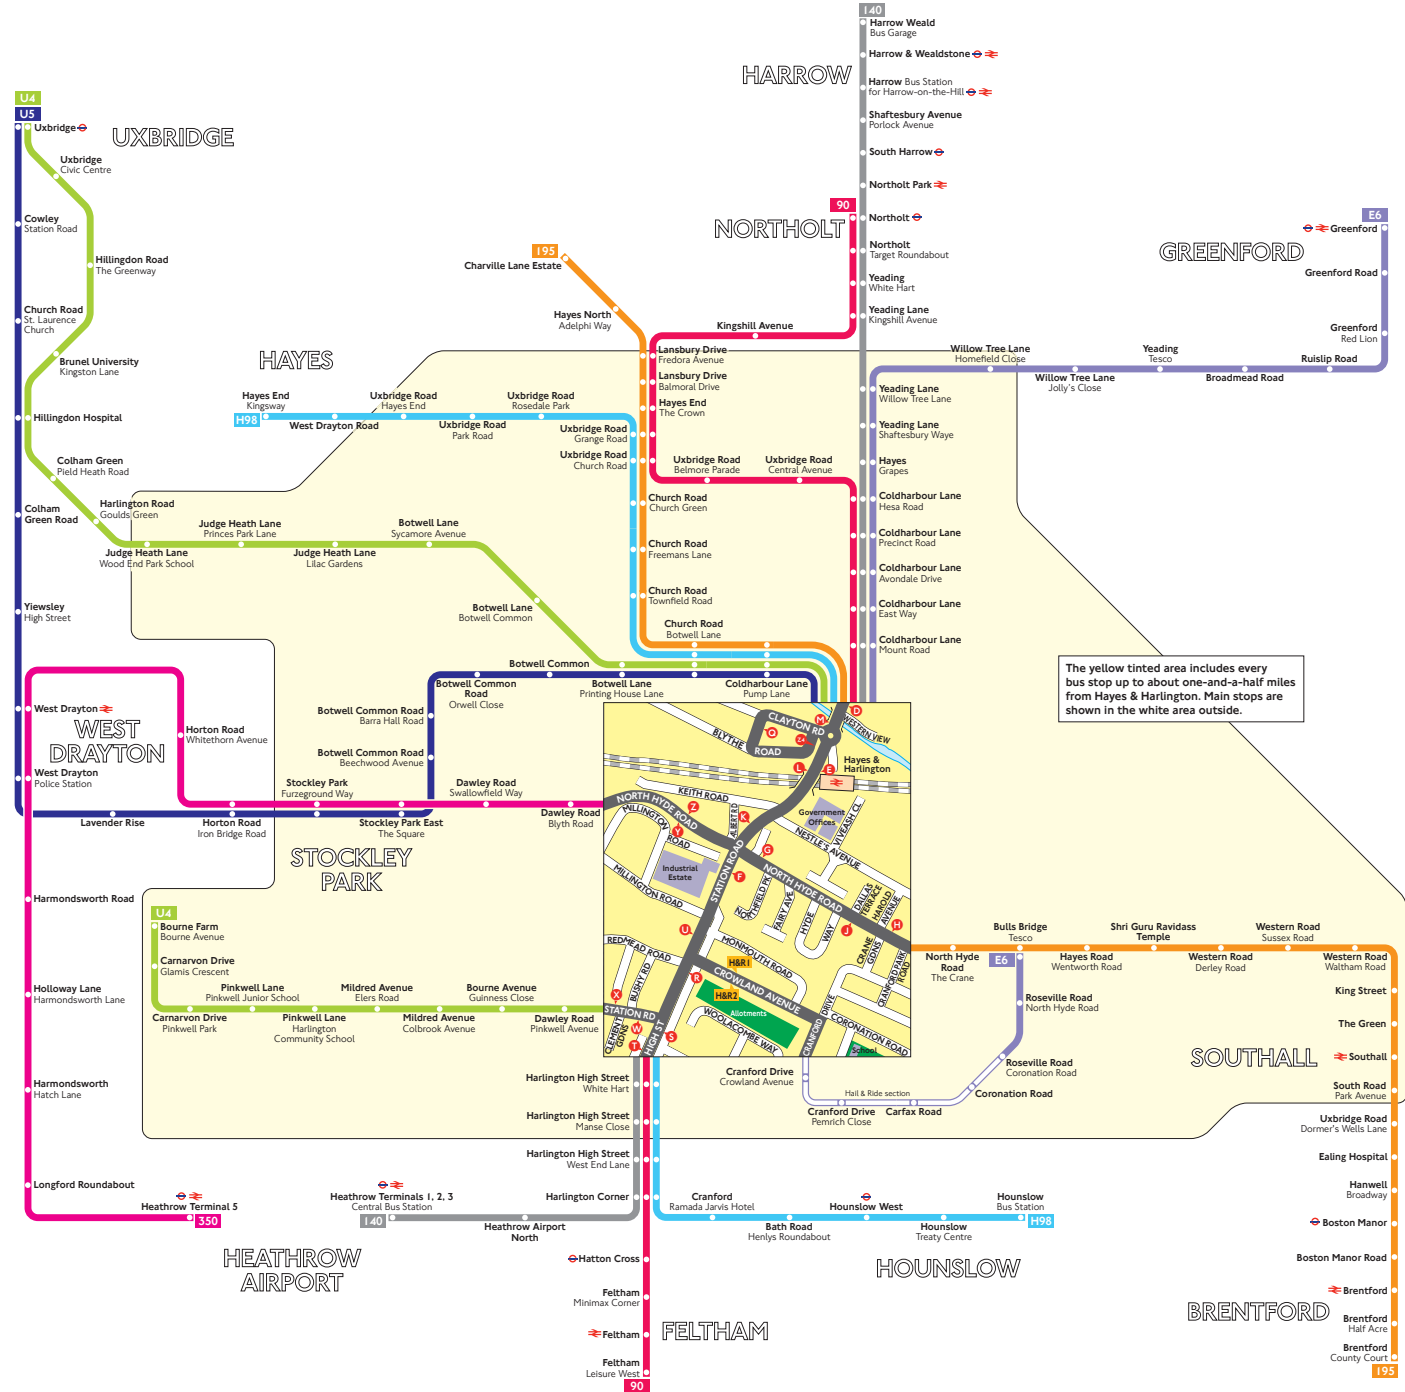 140
Harrow Weald
Bus Garage
Harrow & Wealdstone
HARROW
Harrow Bus Station
for Harrow-on-the-Hill
Shaftesbury Avenue
Porlock Avenue
South Harrow
Northolt Park
90
NORTHOLT
Northolt
Northolt
Target Roundabout
Yeading
White Hart
Yeading Lane
Kingshill Avenue
Kingshill Avenue
U4
U5
Uxbridge
UXBRIDGE
Uxbridge
Civic Centre
Cowley
Station Road
Hillingdon Road
The Greenway
Church Road
St. Laurence
Church
Brunel University
Kingston Lane
Hillingdon Hospital
Colham Green
Pield Heath Road
Colham
Green Road
Harlington Road
Goulds Green
Judge Heath Lane
Princes Park Lane
Botwell Lane
Sycamore Avenue
Judge Heath Lane
Wood End Park School
Judge Heath Lane
Lilac Gardens
Yiewsley
High Street
Botwell Lane
Botwell Common
Botwell Common
195
Charville Lane Estate
Hayes North
Adelphi Way
Lansbury Drive
Fredora Avenue
Lansbury Drive
Balmoral Drive
Hayes End
The Crown
HAYES
Hayes End
Kingsway
H98
West Drayton Road
Uxbridge Road
Hayes End
Uxbridge Road
Park Road
Uxbridge Road
Rosedale Park
Uxbridge Road
Grange Road
Uxbridge Road
Church Road
Uxbridge Road
Belmore Parade
Uxbridge Road
Central Avenue
Church Road
Church Green
Church Road
Freemans Lane
Church Road
Townfield Road
Church Road
Botwell Lane
E6
Greenford
GREENFORD
Greenford Road
Greenford
Red Lion
Ruislip Road
Broadmead Road
Yeading
Tesco
Willow Tree Lane
Jolly's Close
Willow Tree Lane
Homefield Close
Yeading Lane
Willow Tree Lane
Yeading Lane
Shaftesbury Waye
Hayes
Grapes
Coldharbour Lane
Hesa Road
Coldharbour Lane
Precinct Road
Coldharbour Lane
Avondale Drive
Coldharbour Lane
East Way
Coldharbour Lane
Mount Road
The yellow tinted area includes every
bus stop up to about one-and-a-half miles
from Hayes & Harlington. Main stops are
shown in the white area outside.
Botwell Common
Road
Orwell Close
Botwell Lane
Printing House Lane
Coldharbour Lane
Pump Lane
Botwell Common Road
Barra Hall Road
Botwell Common Road
Beechwood Avenue
West Drayton
WEST
DRAYTON
Horton Road
Whitethorn Avenue
West Drayton
Police Station
Stockley Park
Furzeground Way
Dawley Road
Swallowfield Way
Dawley Road
Blyth Road
Lavender Rise
Horton Road
Iron Bridge Road
Stockley Park East
The Square
STOCKLEY
PARK
Harmondsworth Road
Holloway Lane
Harmondsworth Lane
Harmondsworth
Hatch Lane
Longford Roundabout
Heathrow Terminal 5
350
U4
Bourne Farm
Bourne Avenue
Carnarvon Drive
Glamis Crescent
Carnarvon Drive
Pinkwell Park
Pinkwell Lane
Pinkwell Junior School
Pinkwell Lane
Harlington
Community School
Mildred Avenue
Elers Road
Mildred Avenue
Colbrook Avenue
Bourne Avenue
Guinness Close
Dawley Road
Pinkwell Avenue
D
M
WESTERN VIEW
CLAYTON RD
Q
BLYTHE
ROAD
L
E
Hayes &
Harlington
KEITH ROAD
NORTH HYDE ROAD
Z
ALBERT RD
K
Government
Offices
VIVEASH CL
MILLINGTON
ROAD
Y
NESTLE'S AVENUE
G
Industrial
Estate
STATION ROAD
F
NORTH HYDE ROAD
DALLAS
TERRACE
HAROLD
AVENUE
MILLINGTON ROAD
NORTHFIELD PK
FAIRY AVE
HYDE
WAY
J
H
U
CRANE
GDNS
CRANFORD PARK
ROAD
REDMEAD ROAD
MONMOUTH ROAD
H&R1
BUSHY RD
R
CROWLAND AVENUE
H&R2
Allotments
X
STATION RD
CLEMENT
GDNS
W
T
HIGH ST
S
WOOLACOMBE WAY
CRANFORD
DRIVE
CORONATION ROAD
School
North Hyde
Road
The Crane
Bulls Bridge
Tesco
E6
Hayes Road
Wentworth Road
Shri Guru Ravidass
Temple
Western Road
Derley Road
Western Road
Sussex Road
Western Road
Waltham Road
Roseville Road
North Hyde Road
Roseville Road
Coronation Road
Coronation Road
Hail & Ride section
Carfax Road
Cranford Drive
Pemrich Close
Cranford Drive
Crowland Avenue
King Street
The Green
SOUTHALL
Southall
South Road
Park Avenue
Uxbridge Road
Dormer's Wells Lane
Ealing Hospital
Hanwell
Broadway
Boston Manor
Boston Manor Road
Brentford
BRENTFORD
Brentford
Half Acre
Brentford
County Court
195
Harlington High Street
White Hart
Harlington High Street
Manse Close
Harlington High Street
West End Lane
Harlington Corner
Heathrow Terminals 1, 2, 3
Central Bus Station
140
Heathrow Airport
North
HEATHROW
AIRPORT
Cranford
Ramada Jarvis Hotel
Bath Road
Henlys Roundabout
Hounslow West
Hounslow
Treaty Centre
Hounslow
Bus Station
H98
HOUNSLOW
Hatton Cross
Feltham
Minimax Corner
Feltham
FELTHAM
Feltham
Leisure West
90